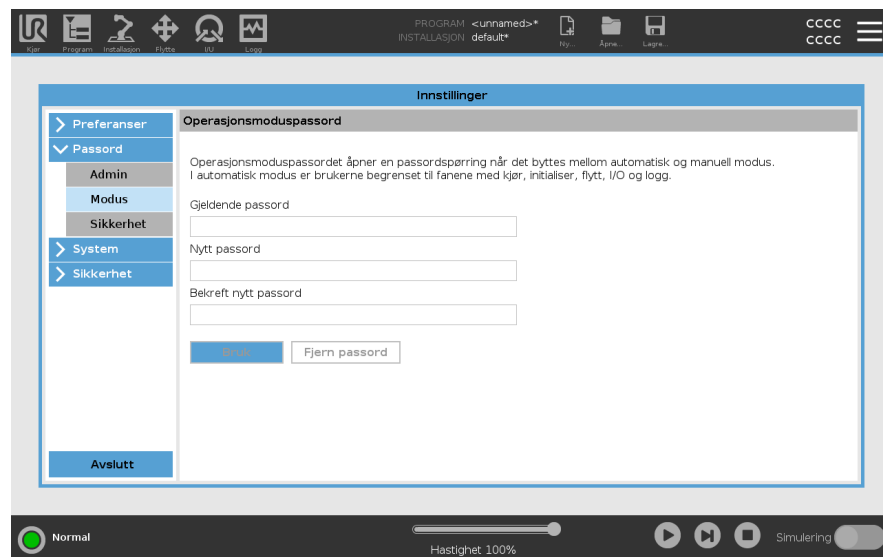 UR
PROGRAM <unnamed>*
INSTALLASJON default*
CCCC
CCCC
Kjør Program Installasjon Flytte I/U Logg Ny... Åpne... Lagre...
Innstillinger
Preferanser
Passord
Admin
Modus
Sikkerhet
System
Sikkerhet
Avslutt
Operasjonsmoduspassord
Operasjonsmoduspassordet åpner en passordspørring når det byttes mellom automatisk og manuell modus.
I automatisk modus er brukerne begrenset til fanene med kjør, initialiser, flytt, I/O og logg.
Gjeldende passord
Nytt passord
Bekreft nytt passord
Bruk Fjern passord
Normal
Hastighet 100%
Simulering